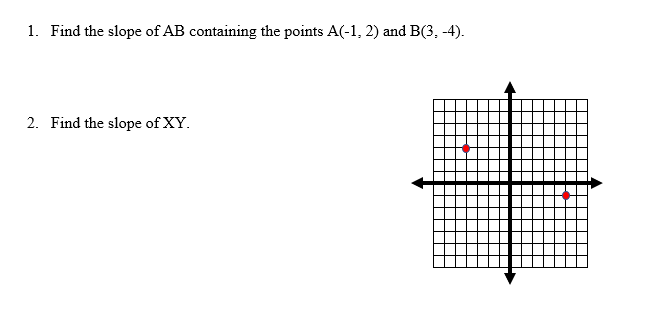 1. Find the slope of AB containing the points A(-1, 2) and B(3, -4).
2. Find the slope of XY.